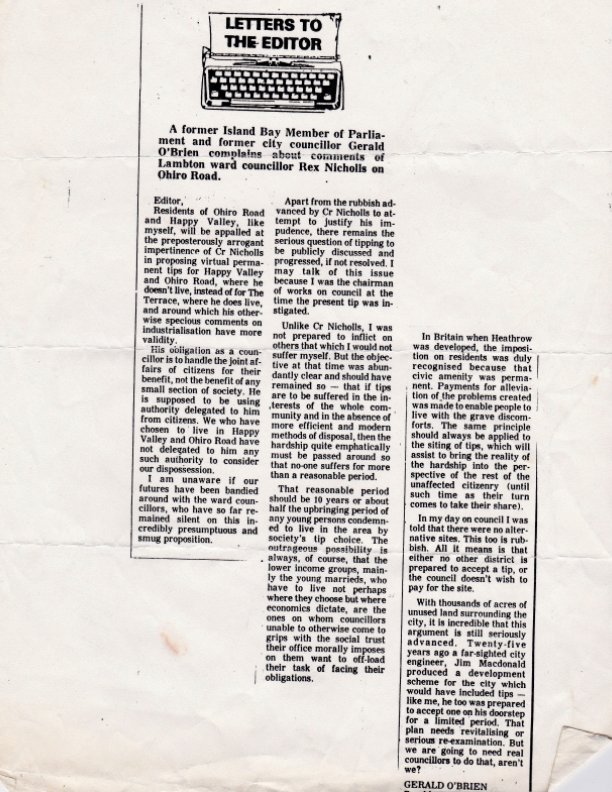 LETTERS TO
THE EDITOR
A former Island Bay Member of Parlia-
ment and former city councillor Gerald
O'Brien complains about comments of
Lambton ward councillor Rex Nicholls on
Ohiro Road.
Editor,
Residents of Ohiro Road
and Happy Valley, like
myself, will be appalled at
the preposterously arrogant
impertinence of Cr Nicholls
in proposing virtual perma-
nent tips for Happy Valley
and Ohiro Road, where he
doesn't live, instead of for The
Terrace, where he does live,
and around which his other-
wise specious comments on
industrialisation have more
validity.
His obligation as a coun-
cillor is to handle the joint af-
fairs of citizens for their
benefit, not the benefit of any
small section of society. He
is supposed to be using
authority delegated to him
from citizens. We who have
chosen to live in Happy
Valley and Ohiro Road have
not delegated to him any
such authority to consider
our dispossession.
I am unaware if our
futures have been bandied
around with the ward coun-
cillors, who have so far re-
mained silent on this in-
credibly presumptuous and
smug proposition.
Apart from the rubbish ad-
vanced by Cr Nicholls to at-
tempt to justify his im-
pudence, there remains the
serious question of tipping to
be publicly discussed and
progressed, if not resolved. I
may talk of this issue
because I was the chairman
of works on council at the
time the present tip was in-
stigated.
Unlike Cr Nicholls, I was
not prepared to inflict on
others that which I would not
suffer myself. But the objec-
tive at that time was abun-
dantly clear and should have
remained so — that if tips
are to be suffered in the in-
terests of the whole com-
munity and in the absence of
more efficient and modern
methods of disposal, then the
hardship quite emphatically
must be passed around so
that no-one suffers for more
than a reasonable period.
That reasonable period
should be 10 years or about
half the upbringing period of
any young persons condemn-
ed to live in the area by
society's tip choice. The
outrageous possibility is
always, of course, that the
lower income groups, main-
ly the young marrieds, who
have to live not perhaps
where they choose but where
economics dictate, are the
ones on whom councillors
unable to otherwise come to
grips with the social trust
their office morally imposes
on them want to off-load
their task of facing their
obligations.
In Britain when Heathrow
was developed, the imposi-
tion on residents was duly
recognised because that
civic amenity was perma-
nent. Payments for allevia-
tion of the problems created
was made to enable people to
live with the grave discom-
forts. The same principle
should always be applied to
the siting of tips, which will
assist to bring the reality of
the hardship into the per-
spective of the rest of the
unaffected citizenry (until
such time as their turn
comes to take their share).
In my day on council I was
told that there were no alter-
native sites. This too is rub-
bish. All it means is that
either no other district is
prepared to accept a tip, or
the council doesn't wish to
pay for the site.
With thousands of acres of
unused land surrounding the
city, it is incredible that this
argument is still seriously
advanced. Twenty-five
years ago a far-sighted city
engineer, Jim Macdonald
produced a development
scheme for the city which
would have included tips —
like me, he too was prepared
to accept one on his doorstep
for a limited period. That
plan needs revitalising or
serious re-examination. But
we are going to need real
councillors to do that, aren't
we?
GERALD O'BRIEN